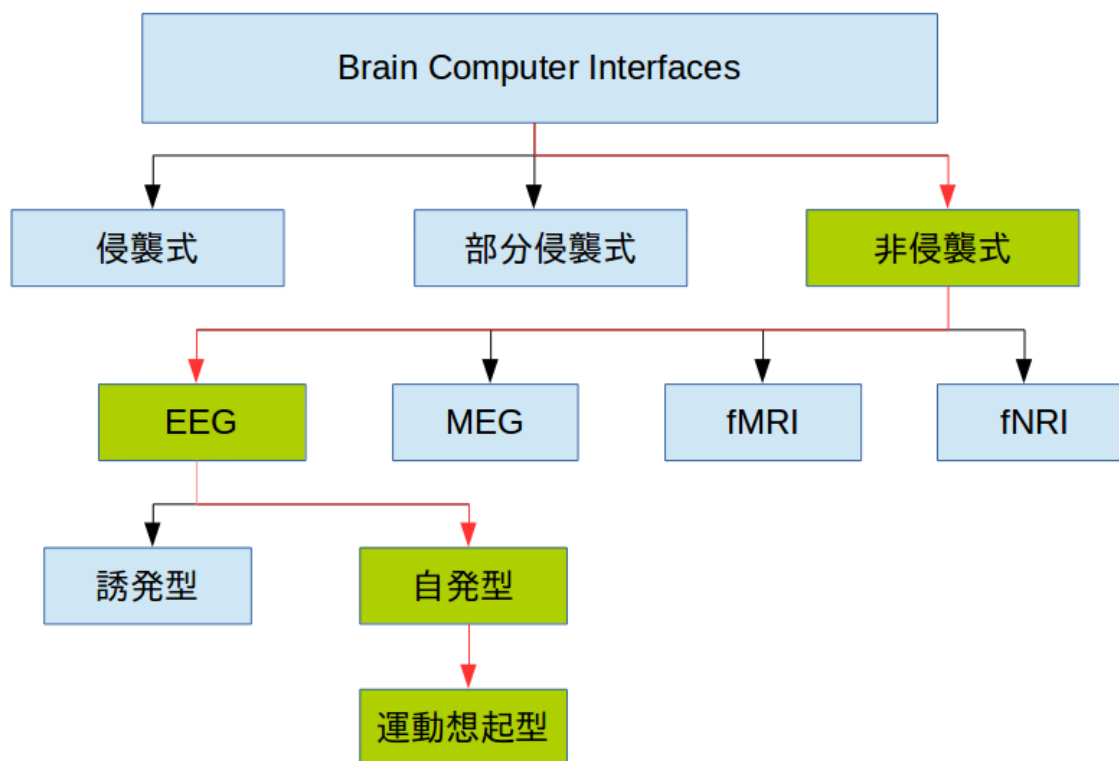 Brain Computer Interfaces
侵襲式
部分侵襲式
非侵襲式
EEG
MEG
fMRI
fNRI
誘発型
自発型
運動想起型